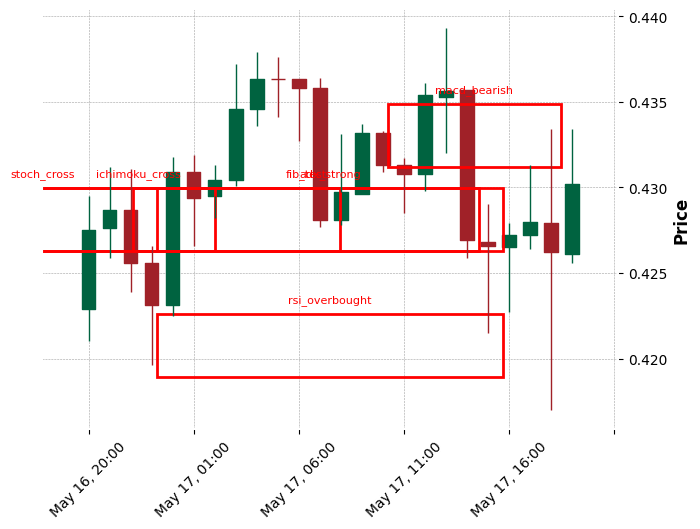 0.440
macd_bearish
0.435
stoch_cross
ichimoku_cross
0.430
Price
0.425
rsi_overbought
0.420
May 16, 20:00
May 17, 01:00
May 17, 06:00
May 17, 11:00
May 17, 16:00